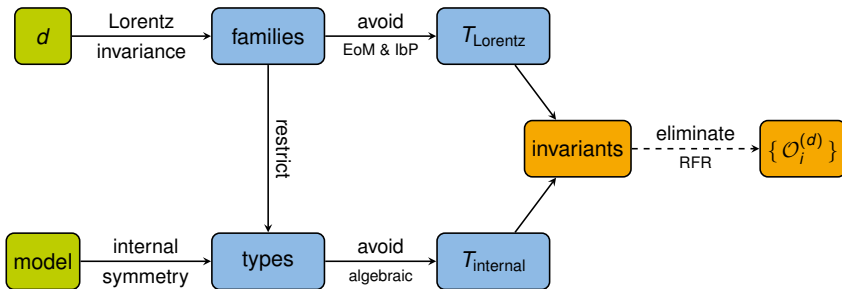 d
Lorentz
invariance
families
avoid
EoM & IbP
T_Lorentz
restrict
invariants
eliminate
RFR
{ 𝒪_i^(d) }
model
internal
symmetry
types
avoid
algebraic
T_internal